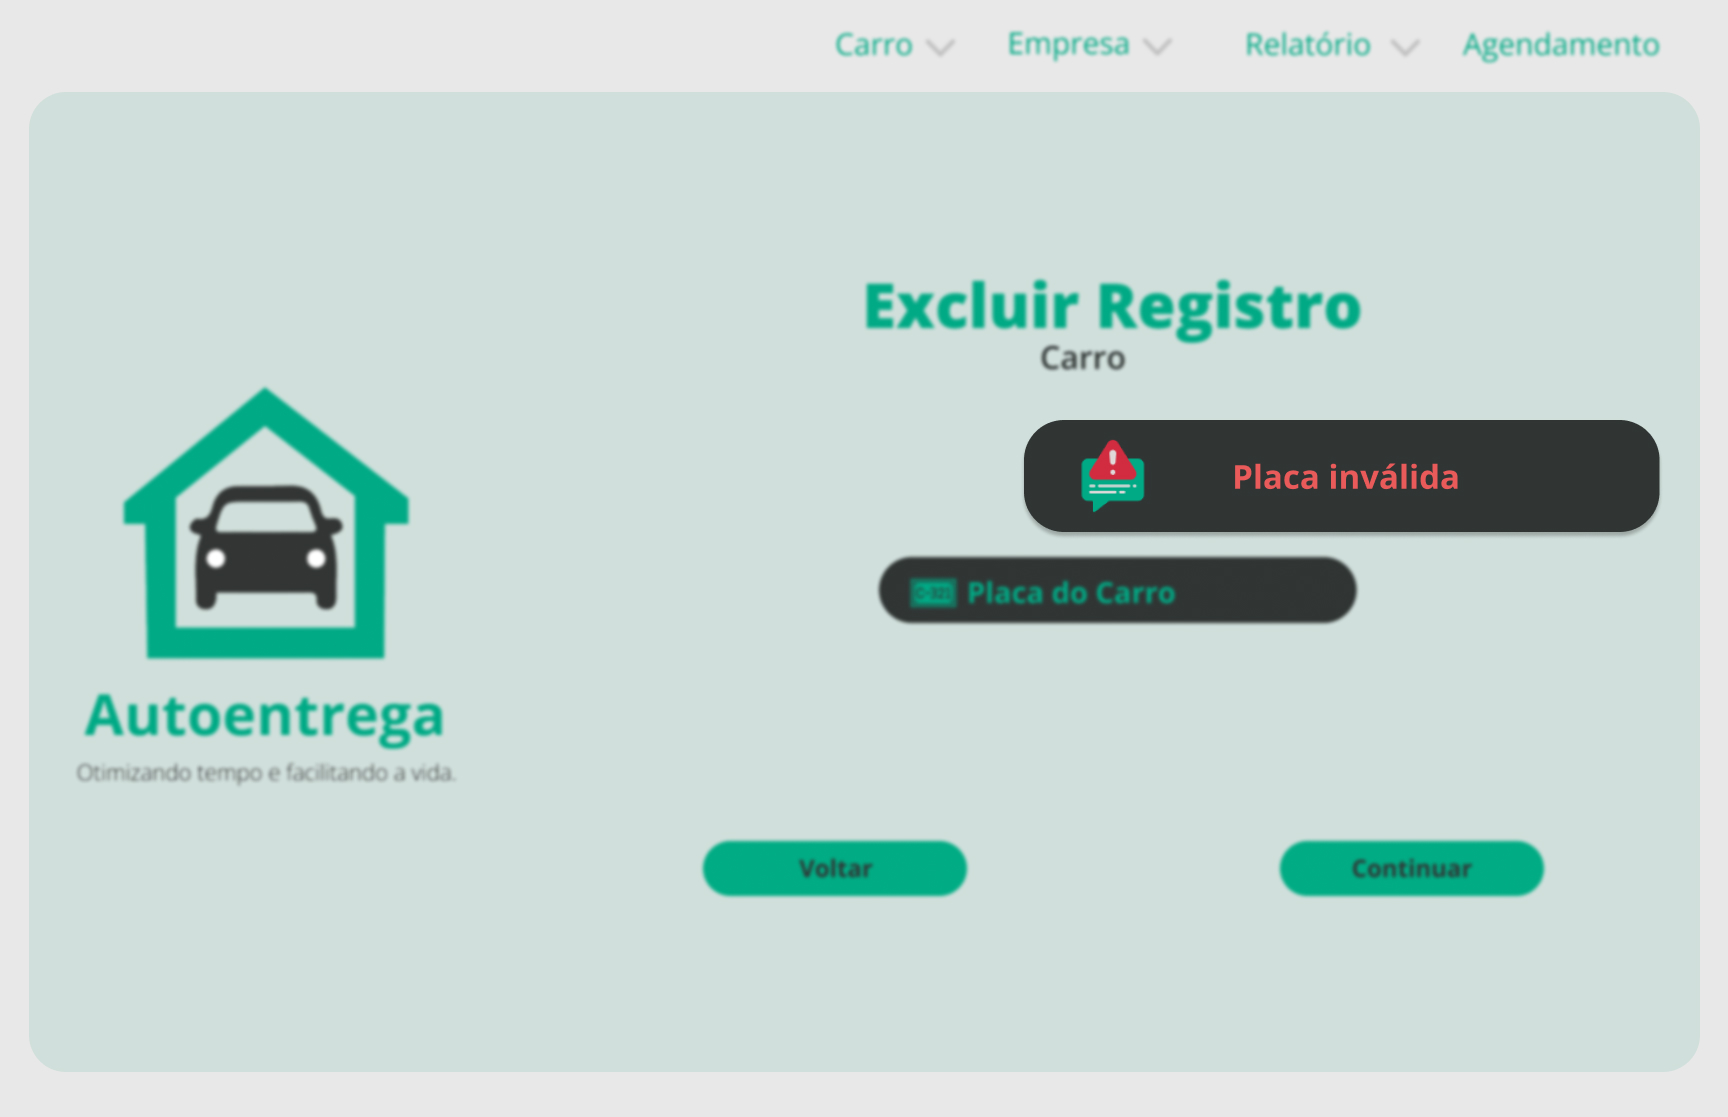 Carro Empresa Relatório Agendamento
Excluir Registro
Carro
Placa inválida
Placa do Carro
Autoentrega
Otimizando tempo e facilitando a vida.
Voltar Continuar